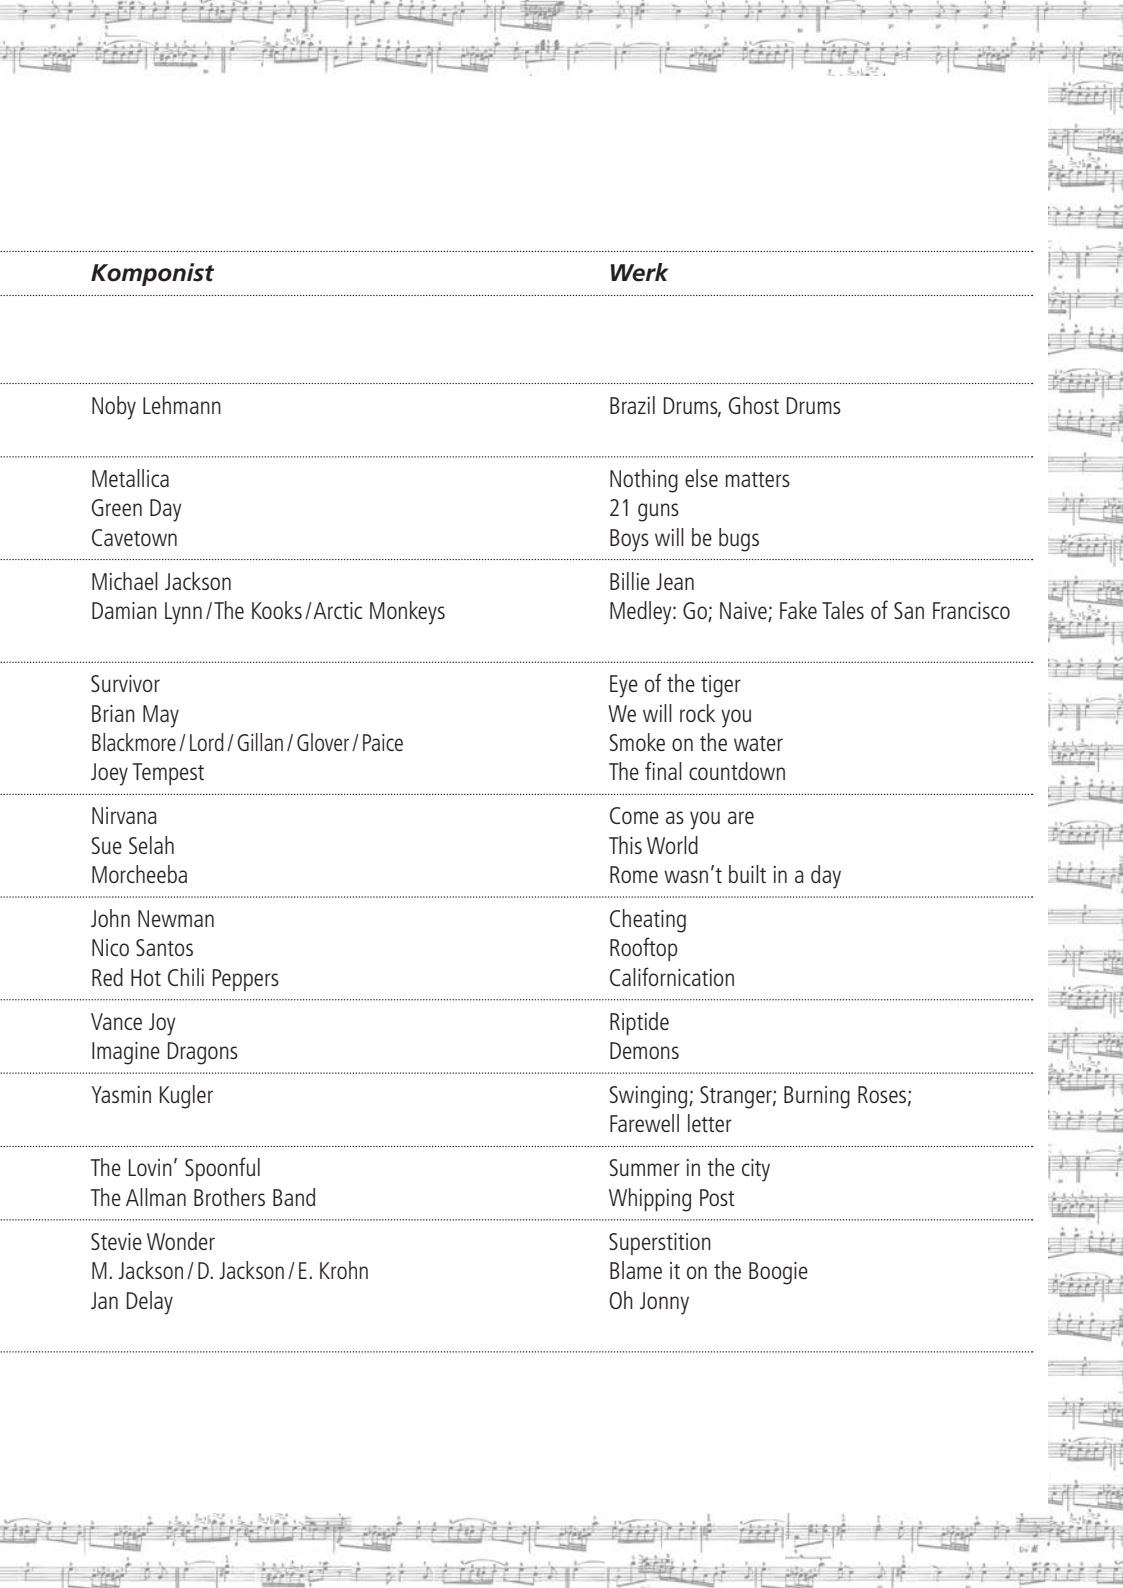 Komponist Werk
Noby Lehmann Brazil Drums, Ghost Drums
Metallica Nothing else matters
Green Day 21 guns
Cavetown Boys will be bugs
Michael Jackson Billie Jean
Damian Lynn/The Kooks/Arctic Monkeys Medley: Go; Naive; Fake Tales of San Francisco
Survivor Eye of the tiger
Brian May We will rock you
Blackmore/Lord/Gillan/Glover/Paice Smoke on the water
Joey Tempest The final countdown
Nirvana Come as you are
Sue Selah This World
Morcheeba Rome wasn’t built in a day
John Newman Cheating
Nico Santos Rooftop
Red Hot Chili Peppers Californication
Vance Joy Riptide
Imagine Dragons Demons
Yasmin Kugler Swinging; Stranger; Burning Roses;
Farewell letter
The Lovin’ Spoonful Summer in the city
The Allman Brothers Band Whipping Post
Stevie Wonder Superstition
M. Jackson/D. Jackson/E. Krohn Blame it on the Boogie
Jan Delay Oh Jonny